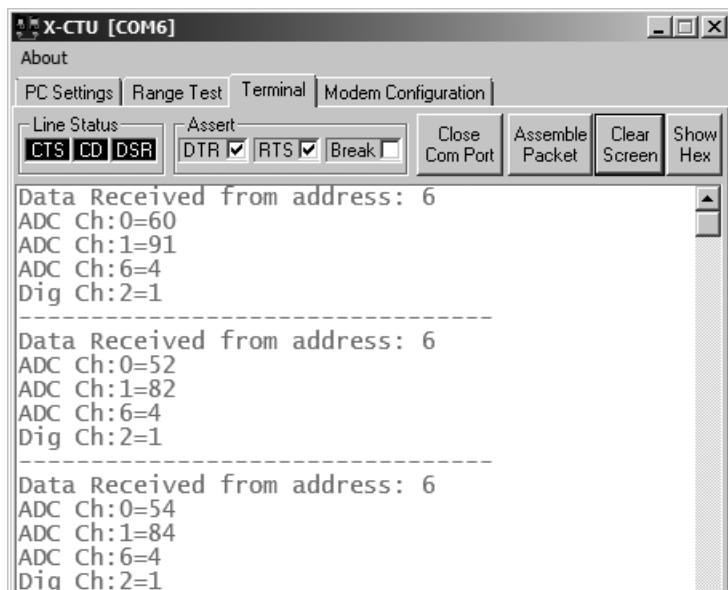 X-CTU [COM6]
About
PC Settings Range Test Terminal Modem Configuration
Line Status
CTS CD DSR
Assert
DTR RTS Break
Close
Com Port
Assemble
Packet
Clear
Screen
Show
Hex
Data Received from address: 6
ADC Ch:0=60
ADC Ch:1=91
ADC Ch:6=4
Dig Ch:2=1
----------------------------------
Data Received from address: 6
ADC Ch:0=52
ADC Ch:1=82
ADC Ch:6=4
Dig Ch:2=1
----------------------------------
Data Received from address: 6
ADC Ch:0=54
ADC Ch:1=84
ADC Ch:6=4
Dig Ch:2=1